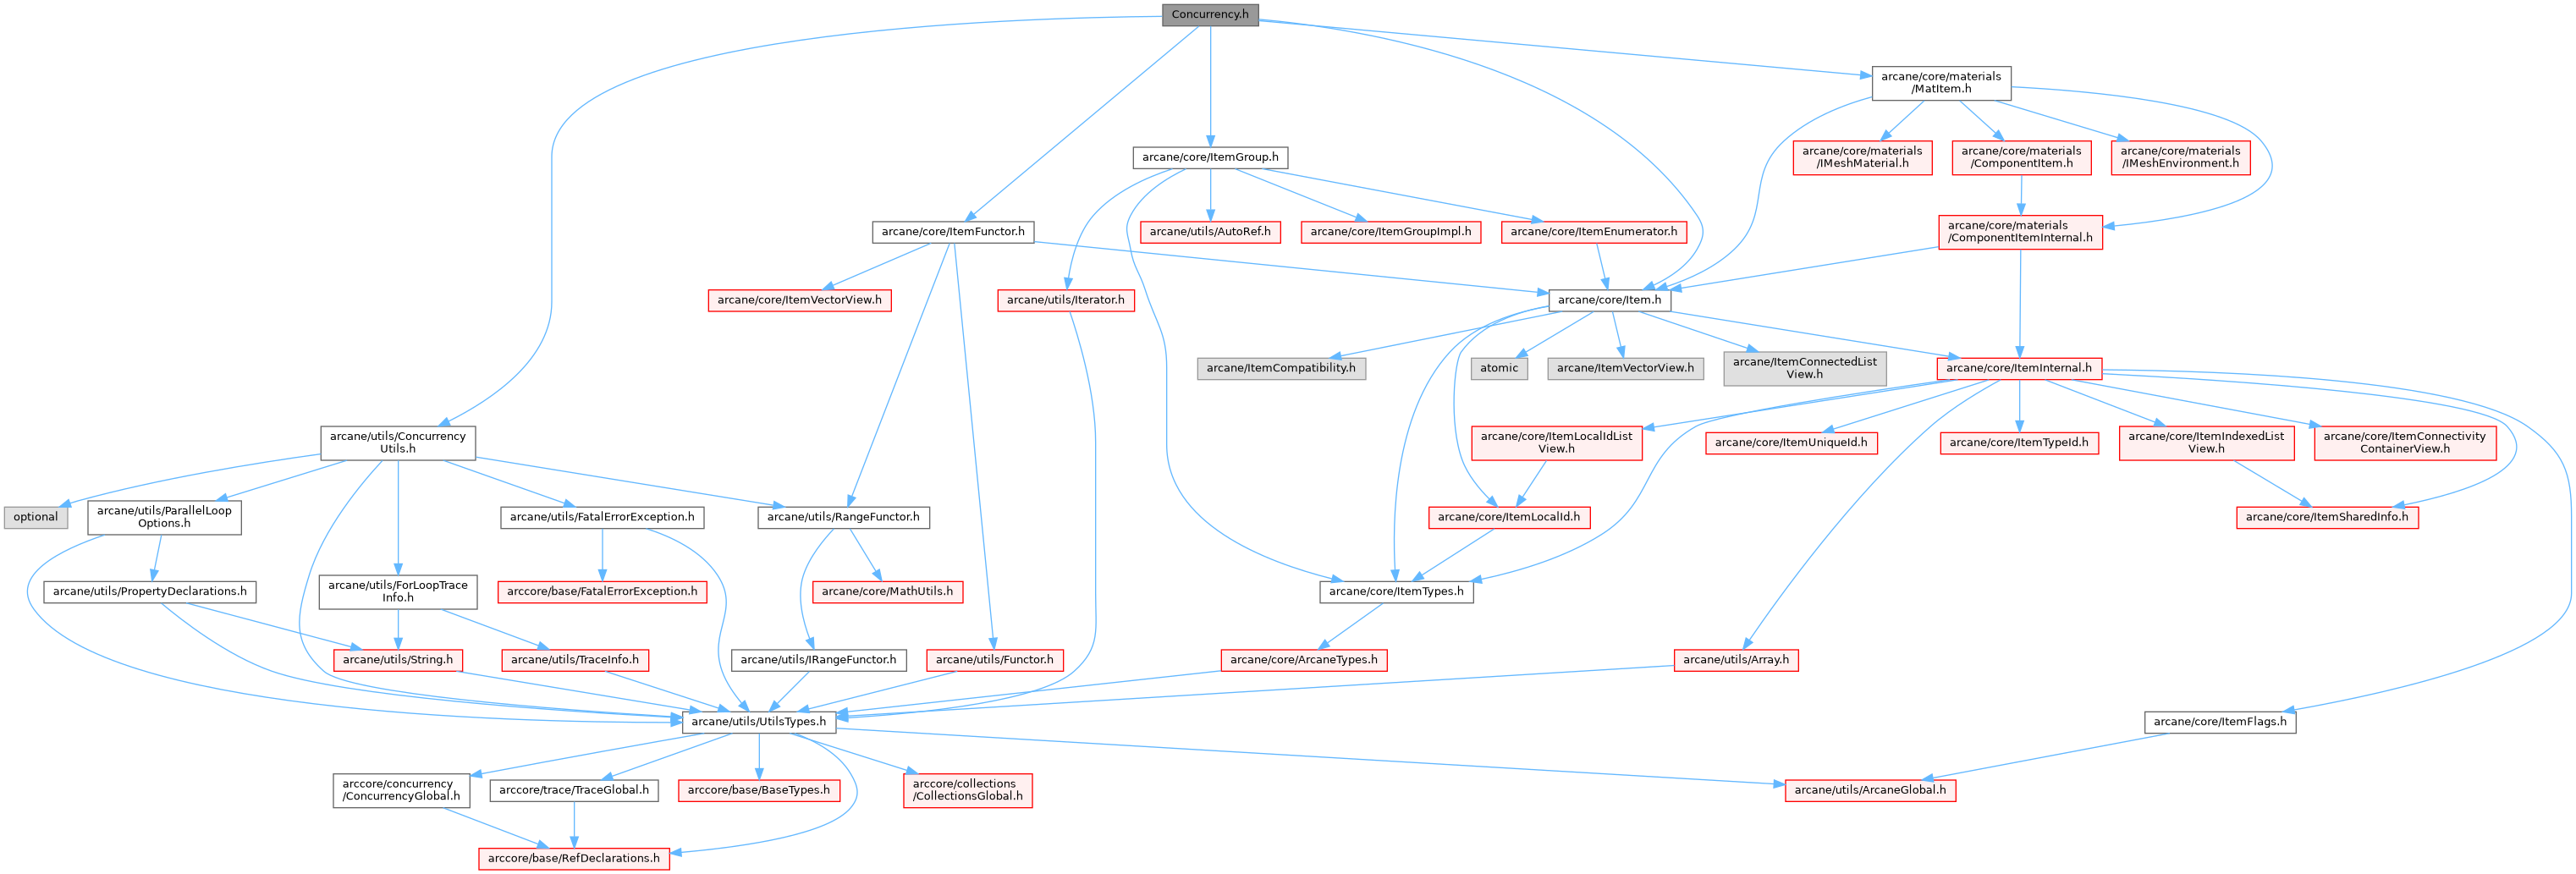 Concurrency.h
arcane/core/materials
/MatItem.h
arcane/core/ItemGroup.h
arcane/core/materials
/IMeshMaterial.h
arcane/core/materials
/ComponentItem.h
arcane/core/materials
/IMeshEnvironment.h
arcane/core/ItemFunctor.h
arcane/utils/AutoRef.h
arcane/core/ItemGroupImpl.h
arcane/core/ItemEnumerator.h
arcane/core/materials
/ComponentItemInternal.h
arcane/core/ItemVectorView.h
arcane/utils/Iterator.h
arcane/core/Item.h
arcane/ItemCompatibility.h
atomic
arcane/ItemVectorView.h
arcane/ItemConnectedList
View.h
arcane/core/ItemInternal.h
arcane/utils/Concurrency
Utils.h
arcane/core/ItemLocalIdList
View.h
arcane/core/ItemUniqueId.h
arcane/core/ItemTypeId.h
arcane/core/ItemIndexedList
View.h
arcane/core/ItemConnectivity
ContainerView.h
optional
arcane/utils/ParallelLoop
Options.h
arcane/utils/FatalErrorException.h
arcane/utils/RangeFunctor.h
arcane/core/ItemLocalId.h
arcane/core/ItemSharedInfo.h
arcane/utils/PropertyDeclarations.h
arcane/utils/ForLoopTrace
Info.h
arccore/base/FatalErrorException.h
arcane/core/MathUtils.h
arcane/core/ItemTypes.h
arcane/utils/String.h
arcane/utils/TraceInfo.h
arcane/utils/IRangeFunctor.h
arcane/utils/Functor.h
arcane/core/ArcaneTypes.h
arcane/utils/Array.h
arcane/utils/UtilsTypes.h
arcane/core/ItemFlags.h
arccore/concurrency
/ConcurrencyGlobal.h
arccore/trace/TraceGlobal.h
arccore/base/BaseTypes.h
arccore/collections
/CollectionsGlobal.h
arcane/utils/ArcaneGlobal.h
arccore/base/RefDeclarations.h